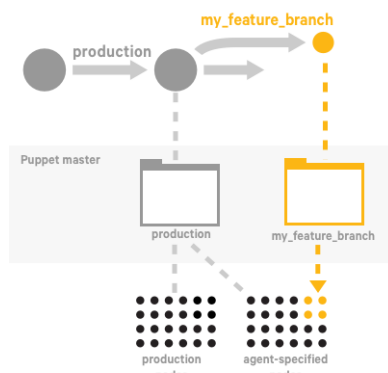 my_feature_branch
production
Puppet master
production
my_feature_branch
production
agent-specified